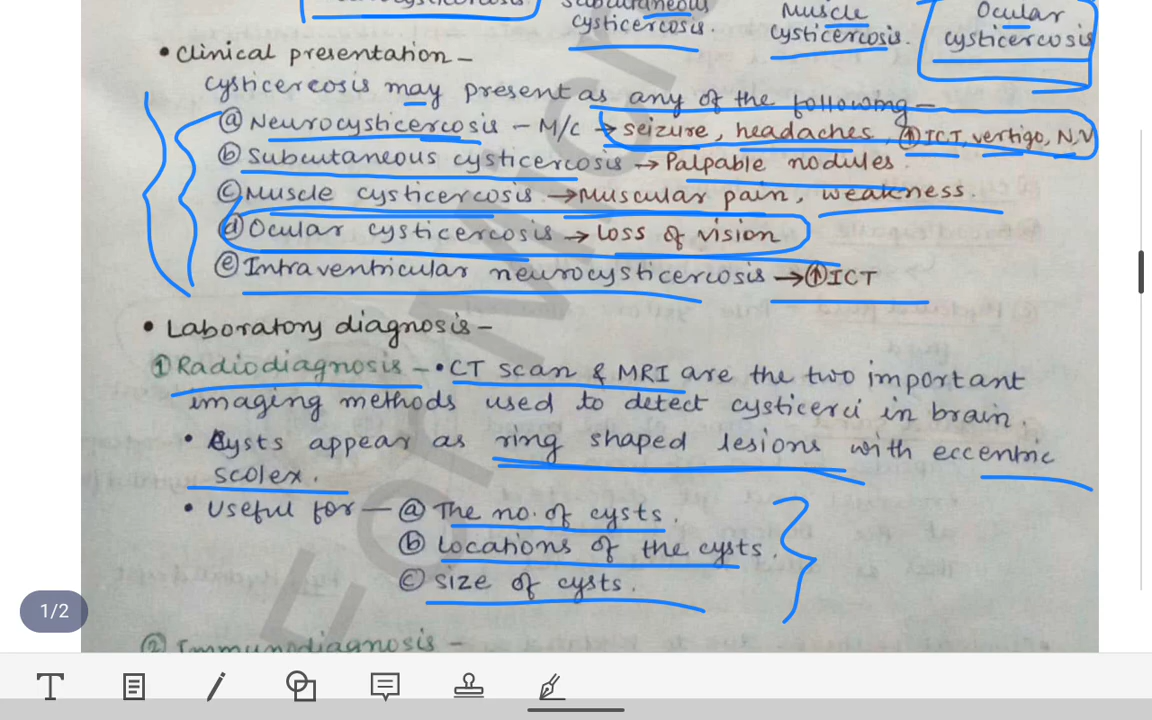 Subcutaneous
cysticercosis.
Muscle
cysticercosis.
Ocular
cysticercosis
• Clinical presentation –
cysticercosis may present as any of the following –
ⓐ Neurocysticercosis – M/c → seizure, headaches, ↑ICT, vertigo, N,V
ⓑ Subcutaneous cysticercosis → Palpable nodules.
ⓒ Muscle cysticercosis → Muscular pain, weakness.
ⓓ Ocular cysticercosis → Loss of vision
ⓔ Intraventricular neurocysticercosis → ↑ICT
• Laboratory diagnosis –
① Radiodiagnosis – • CT scan & MRI are the two important
imaging methods used to detect cysticerci in brain.
• Cysts appear as ring shaped lesions with eccentric
scolex.
• Useful for — ⓐ The no. of cysts.
ⓑ locations of the cysts.
ⓒ size of cysts.
1/2
② Immunodiagnosis –
T